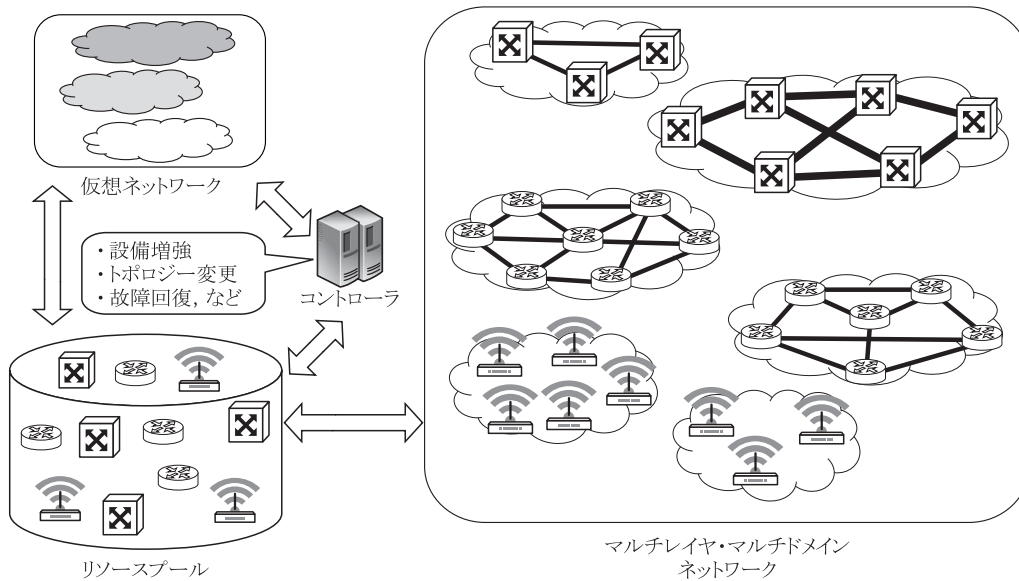 仮想ネットワーク
・設備増強
・トポロジー変更
・故障回復,など
コントローラ
リソースプール
マルチレイヤ・マルチドメイン
ネットワーク